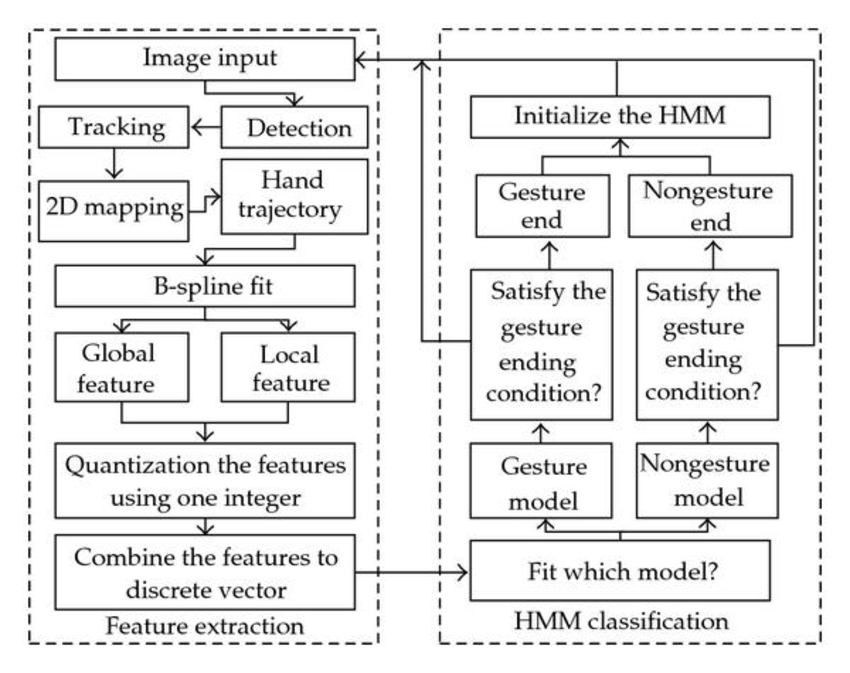 Image input
Tracking
Detection
2D mapping
Hand
trajectory
B-spline fit
Global
feature
Local
feature
Quantization the features
using one integer
Combine the features to
discrete vector
Feature extraction
Initialize the HMM
Gesture
end
Nongesture
end
Satisfy the
gesture
ending
condition?
Satisfy the
gesture
ending
condition?
Gesture
model
Nongesture
model
Fit which model?
HMM classification